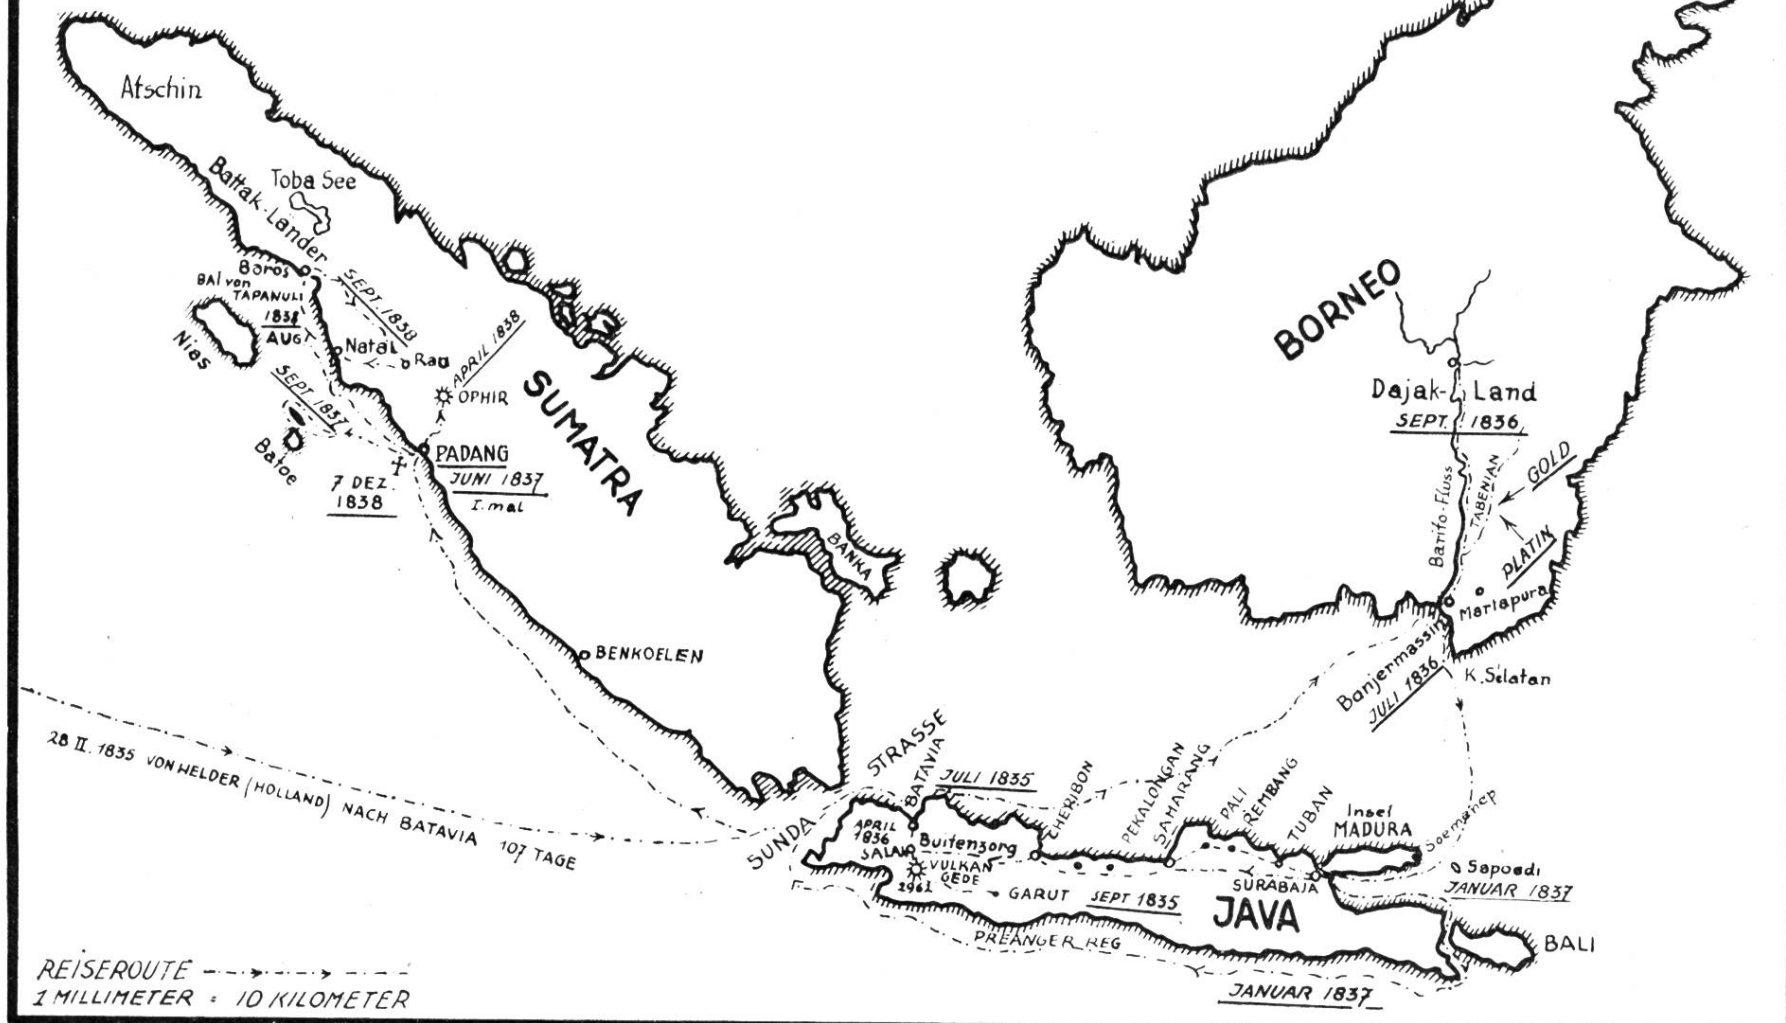 Atschin
Battak-Länder
Toba See
Boros
BAI von
TAPANULI
1838
AUG
Nias
SEPT. 1838
Natal
Rau
SEPT 1837
Batoe
APRIL 1838
OPHIR
SUMATRA
PADANG
JUNI 1837
I. mal
7 DEZ.
1838
BANKA
BENKOELEN
BORNEO
Dajak-Land
SEPT. 1836
Barito-Fluss
TABENIAN
GOLD
PLATIN
Martapura
Banjermassin
JULI 1836
K. Selatan
28 II. 1835 VON HELDER (HOLLAND) NACH BATAVIA 107 TAGE
SUNDA STRASSE
BATAVIA
JULI 1835
CHERIBON
PEKALONGAN
SAMARANG
PALI
REMBANG
TUBAN
Insel
MADURA
Soemanep
Sapoedi
JANUAR 1837
APRIL
1836
SALAK
Buitenzorg
VULKAN
GEDE
2962
GARUT
SEPT 1835
SURABAJA
JAVA
PREANGER REG
BALI
JANUAR 1837
REISEROUTE
1 MILLIMETER = 10 KILOMETER